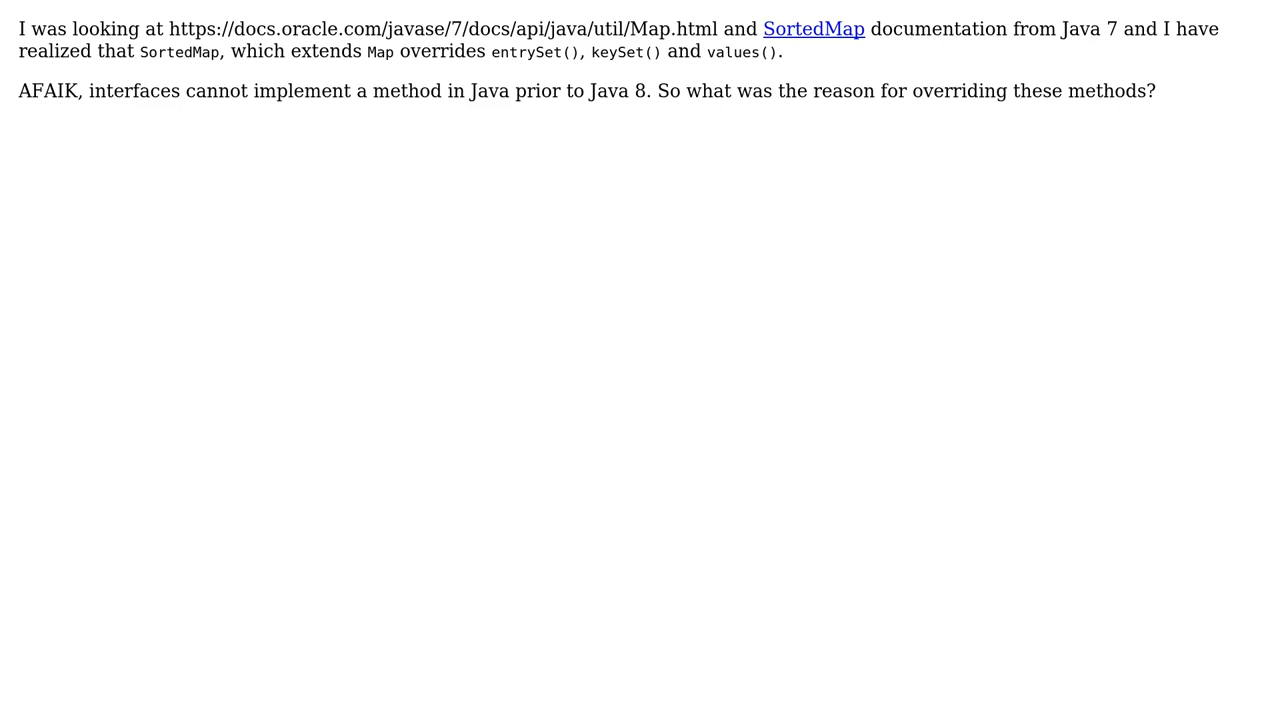 I was looking at https://docs.oracle.com/javase/7/docs/api/java/util/Map.html and SortedMap documentation from Java 7 and I have
realized that SortedMap, which extends Map overrides entrySet(), keySet() and values().
AFAIK, interfaces cannot implement a method in Java prior to Java 8. So what was the reason for overriding these methods?